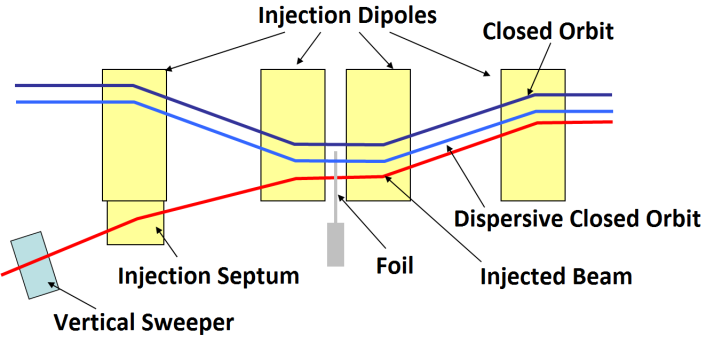 Injection Dipoles
Closed Orbit
Dispersive Closed Orbit
Injection Septum
Foil
Injected Beam
Vertical Sweeper